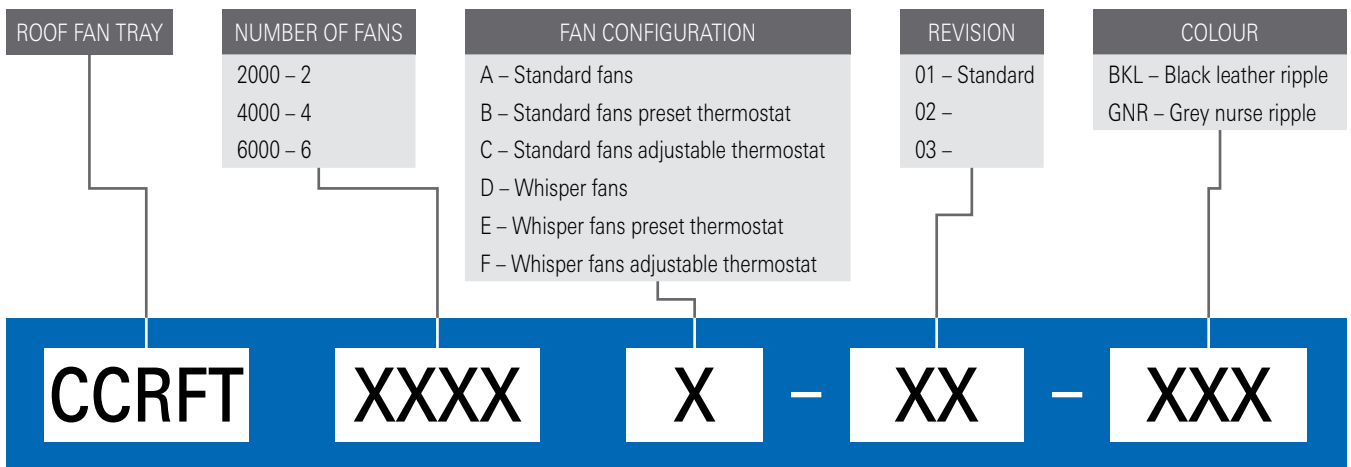 ROOF FAN TRAY
NUMBER OF FANS
2000 – 2
4000 – 4
6000 – 6
FAN CONFIGURATION
A – Standard fans
B – Standard fans preset thermostat
C – Standard fans adjustable thermostat
D – Whisper fans
E – Whisper fans preset thermostat
F – Whisper fans adjustable thermostat
REVISION
01 – Standard
02 –
03 –
COLOUR
BKL – Black leather ripple
GNR – Grey nurse ripple
CCRFT XXXX X – XX – XXX